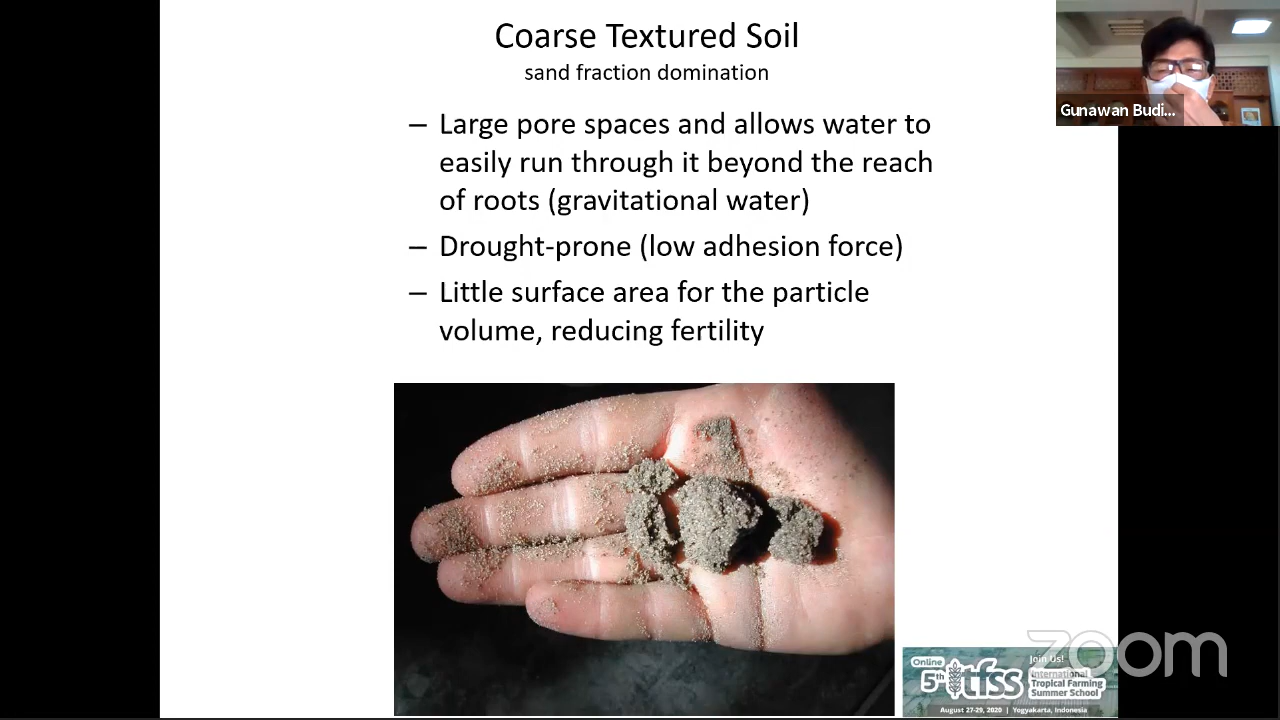 Coarse Textured Soil
sand fraction domination
– Large pore spaces and allows water to
easily run through it beyond the reach
of roots (gravitational water)
– Drought-prone (low adhesion force)
– Little surface area for the particle
volume, reducing fertility
Gunawan Budi...
zoom
Online
5th
itfss
Join Us!
International
Tropical Farming
Summer School
August 27-29, 2020 | Yogyakarta, Indonesia